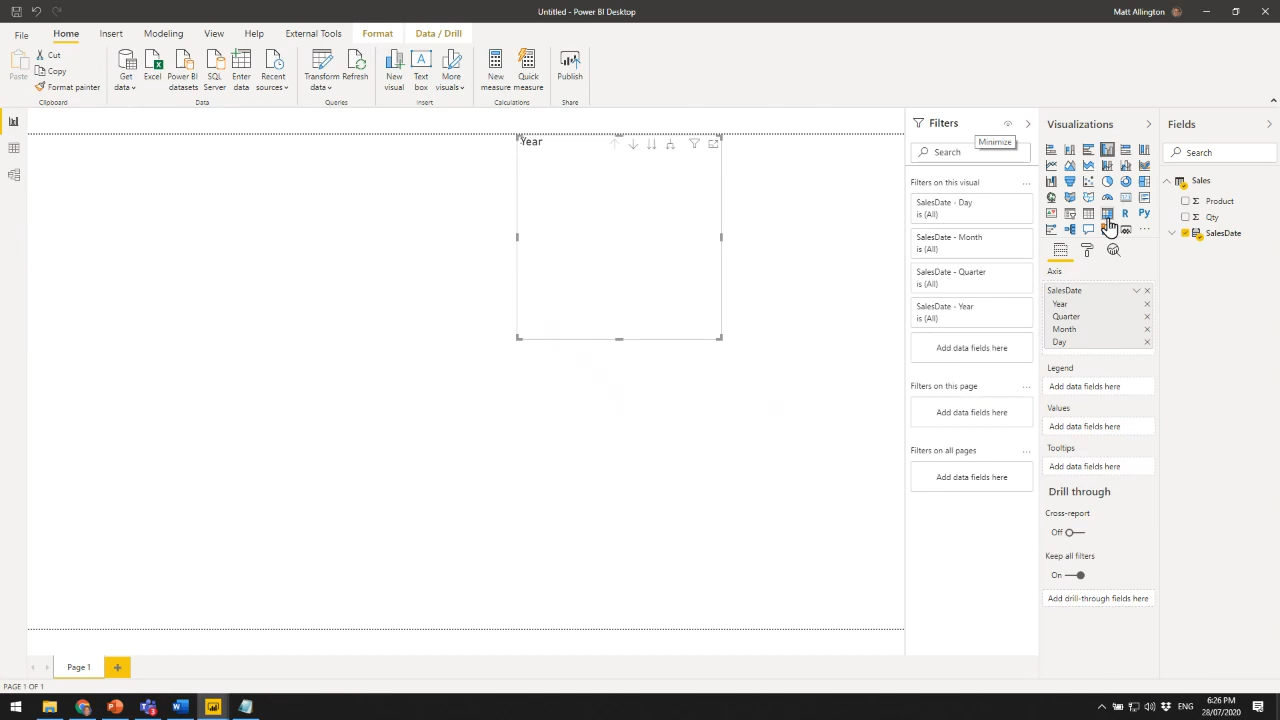 Untitled - Power BI Desktop
Matt Allington
File
Home
Insert
Modeling
View
Help
External Tools
Format
Data / Drill
Paste
Cut
Copy
Format painter
Clipboard
Get data
Excel
Power BI datasets
SQL Server
Enter data
Recent sources
Data
Transform data
Refresh
Queries
New visual
Text box
More visuals
Insert
New measure
Quick measure
Calculations
Publish
Share
Year
Filters
Minimize
Search
Filters on this visual
SalesDate - Day
is (All)
SalesDate - Month
is (All)
SalesDate - Quarter
is (All)
SalesDate - Year
is (All)
Add data fields here
Filters on this page
Add data fields here
Filters on all pages
Add data fields here
Visualizations
R
Py
Axis
SalesDate
Year
Quarter
Month
Day
Legend
Add data fields here
Values
Add data fields here
Tooltips
Add data fields here
Drill through
Cross-report
Off
Keep all filters
On
Add drill-through fields here
Fields
Search
Sales
Σ Product
Σ Qty
SalesDate
Page 1
PAGE 1 OF 1
ENG
6:26 PM
28/07/2020